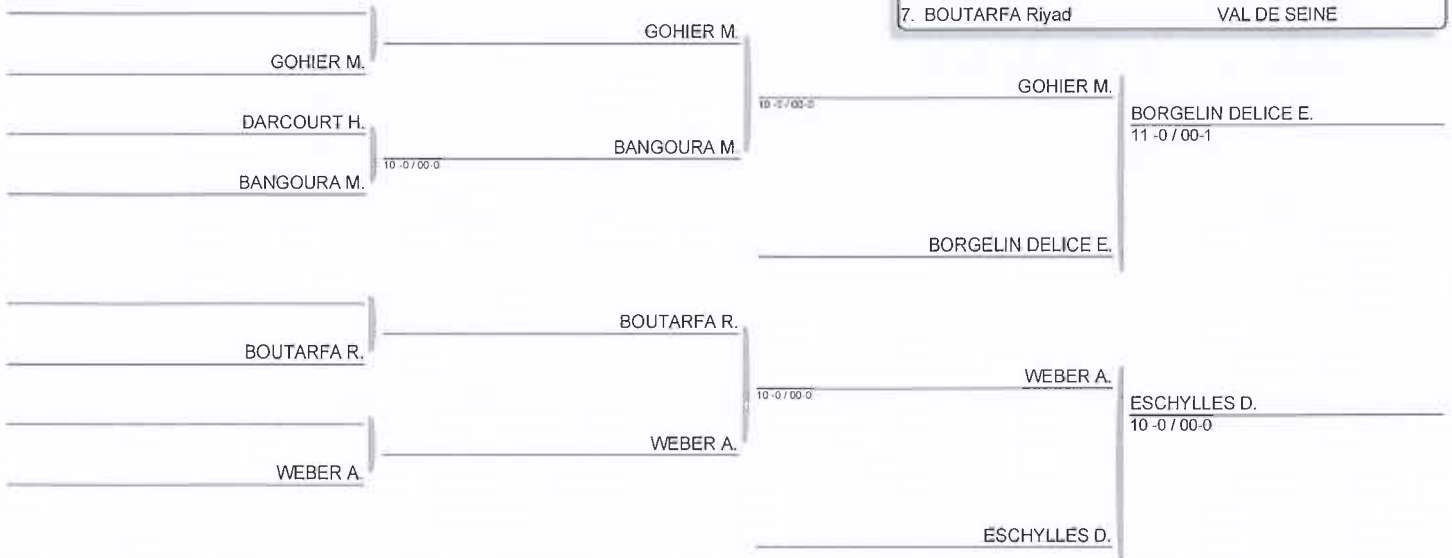 7. BOUTARFA Riyad VAL DE SEINE
GOHIER M.
GOHIER M.
GOHIER M.
10 -0 / 00-0
BORGELIN DELICE E.
11 -0 / 00-1
DARCOURT H.
BANGOURA M
10 -0 / 00-0
BANGOURA M.
BORGELIN DELICE E.
BOUTARFA R.
BOUTARFA R.
WEBER A.
10 -0 / 00-0
ESCHYLLES D.
10 -0 / 00-0
WEBER A.
WEBER A.
ESCHYLLES D.